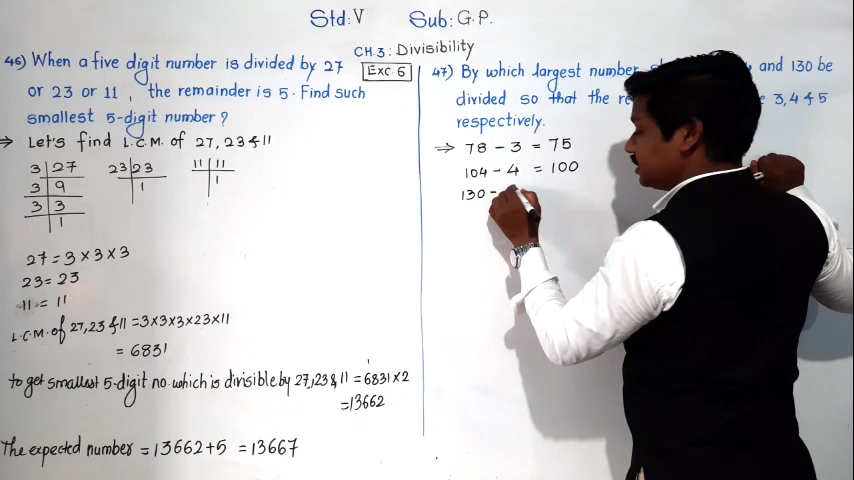 Std: V Sub: G.P.
CH.3: Divisibility
46) When a five digit number is divided by 27
or 23 or 11, the remainder is 5. Find such
smallest 5-digit number?
Exc. 6
⇒ Let's find L.C.M. of 27, 23 & 11
3 | 27
3 | 9
3 | 3
1
23 | 23
1
11 | 11
1
27 = 3 × 3 × 3
23 = 23
11 = 11
L.C.M. of 27, 23 & 11 = 3×3×3×23×11
= 6831
to get smallest 5-digit no. which is divisible by 27, 23 & 11 = 6831 × 2
1
= 13662
The expected number = 13662 + 5 = 13667
47) By which largest number and 130 be
divided so that the 3, 4 & 5
respectively.
⇒ 78 - 3 = 75
104 - 4 = 100
130 -